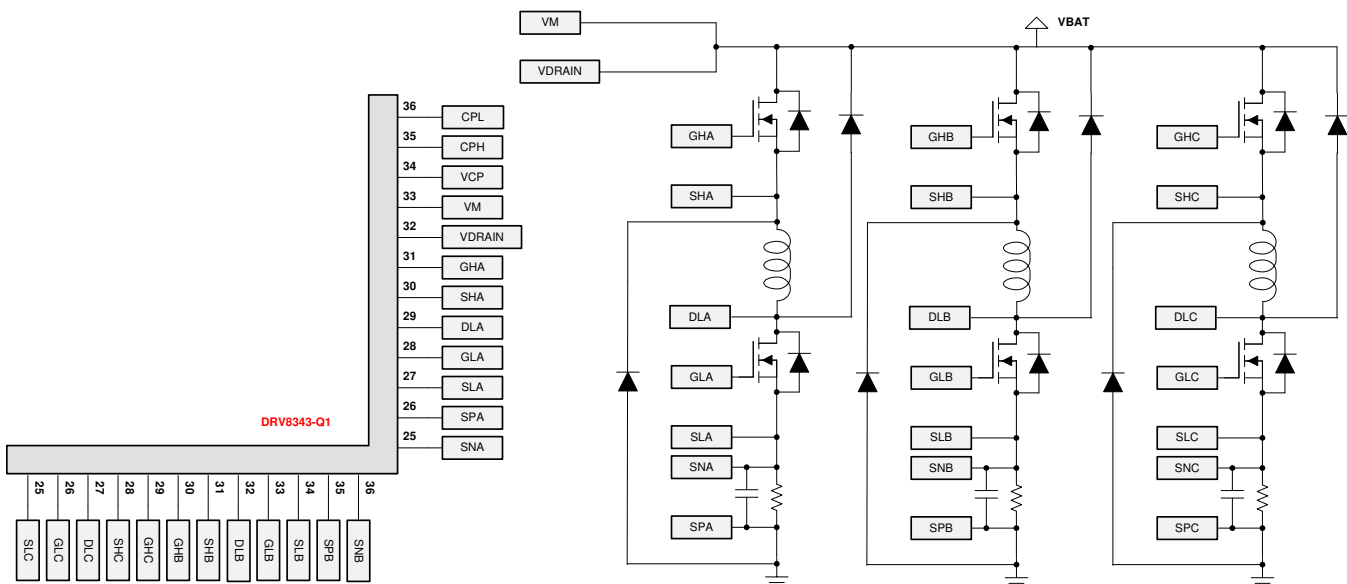 VM
VBAT
VDRAIN
36 CPL
35 CPH
34 VCP
33 VM
32 VDRAIN
31 GHA
30 SHA
29 DLA
28 GLA
27 SLA
26 SPA
25 SNA
DRV8343-Q1
25 26 27 28 29 30 31 32 33 34 35 36
SLC GLC DLC SHC GHC GHB SHB DLB GLB SLB SPB SNB
GHA GHB GHC
SHA SHB SHC
DLA DLB DLC
GLA GLB GLC
SLA SLB SLC
SNA SNB SNC
SPA SPB SPC